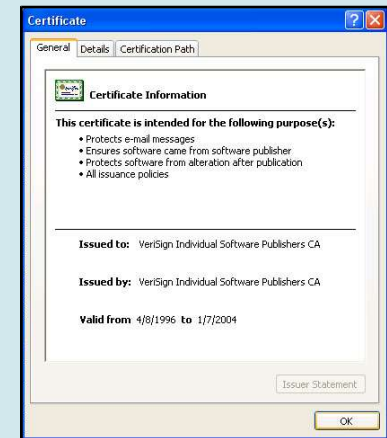 Certificate
General Details Certification Path
Certificate Information
This certificate is intended for the following purpose(s):
• Protects e-mail messages
• Ensures software came from software publisher
• Protects software from alteration after publication
• All issuance policies
Issued to: VeriSign Individual Software Publishers CA
Issued by: VeriSign Individual Software Publishers CA
Valid from 4/8/1996 to 1/7/2004
Issuer Statement
OK